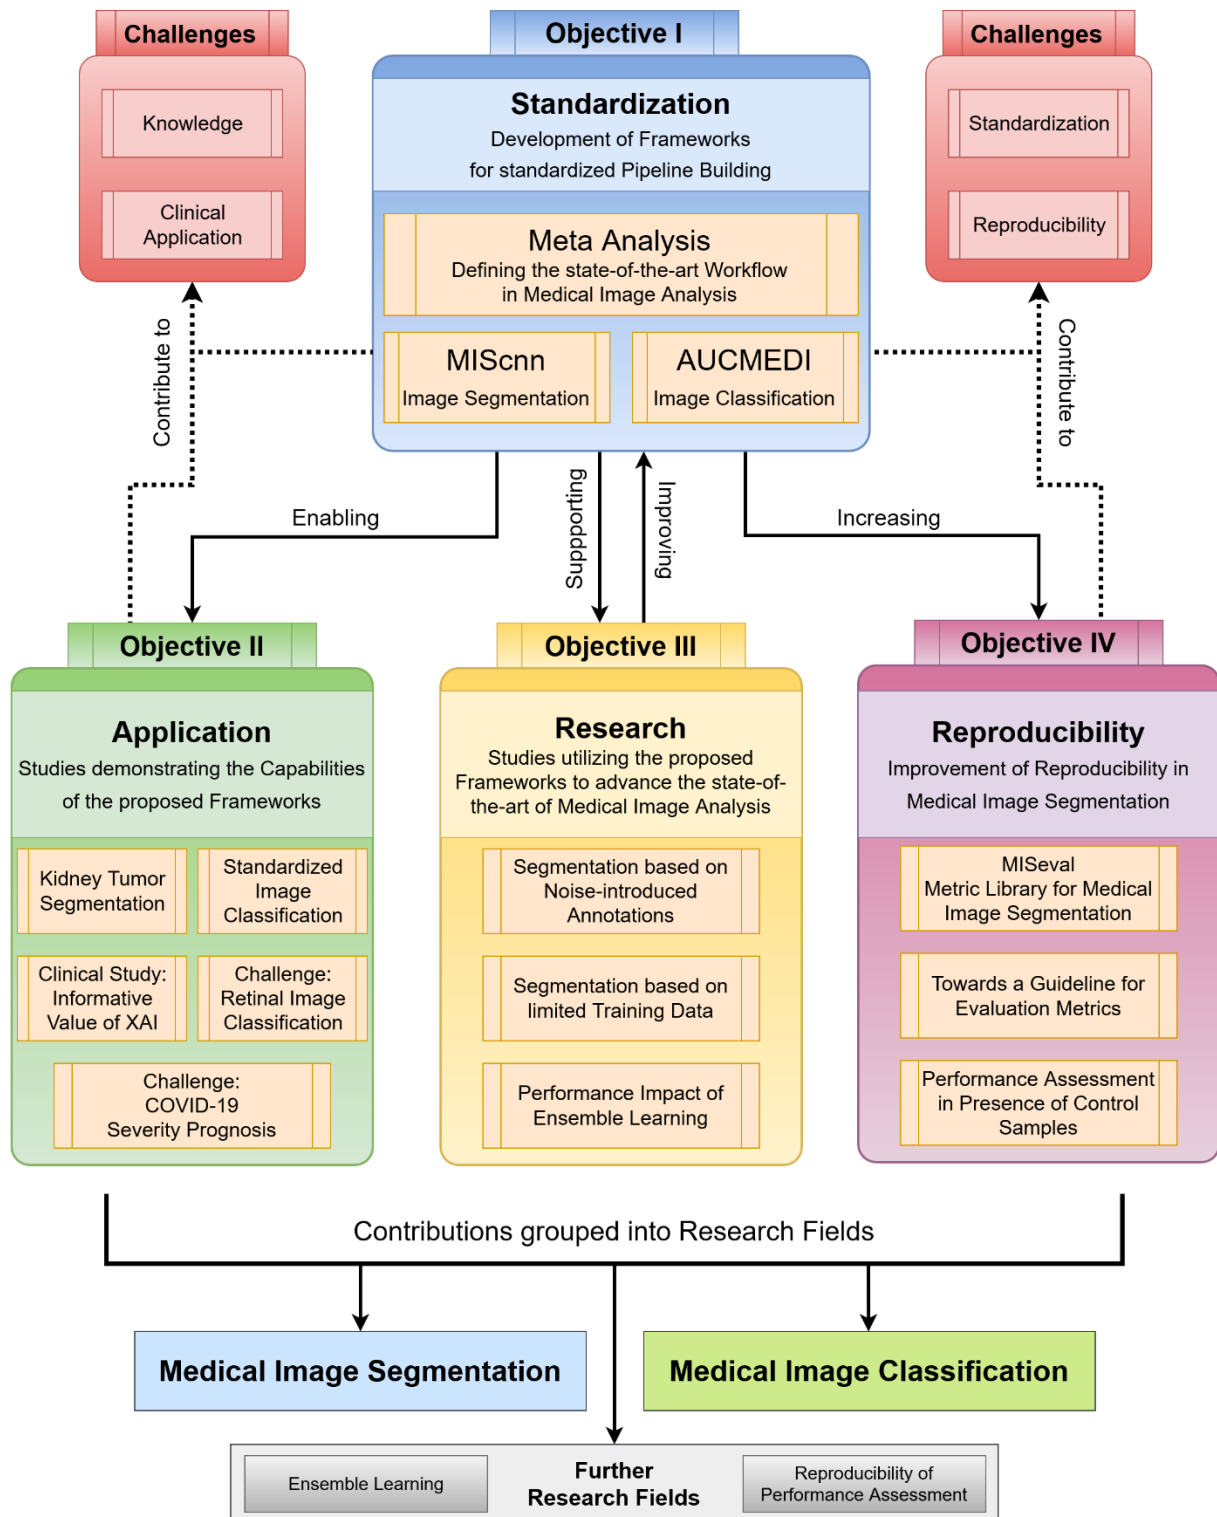 Challenges
Knowledge
Clinical
Application
Objective I
Standardization
Development of Frameworks
for standardized Pipeline Building
Meta Analysis
Defining the state-of-the-art Workflow
in Medical Image Analysis
MIScnn
Image Segmentation
AUCMEDI
Image Classification
Challenges
Standardization
Reproducibility
Contribute to
Contribute to
Enabling
Suppporting
Improving
Increasing
Objective II
Application
Studies demonstrating the Capabilities
of the proposed Frameworks
Kidney Tumor
Segmentation
Standardized
Image
Classification
Clinical Study:
Informative
Value of XAI
Challenge:
Retinal Image
Classification
Challenge:
COVID-19
Severity Prognosis
Objective III
Research
Studies utilizing the proposed
Frameworks to advance the state-of-
the-art of Medical Image Analysis
Segmentation based on
Noise-introduced
Annotations
Segmentation based on
limited Training Data
Performance Impact of
Ensemble Learning
Objective IV
Reproducibility
Improvement of Reproducibility in
Medical Image Segmentation
MISeval
Metric Library for Medical
Image Segmentation
Towards a Guideline for
Evaluation Metrics
Performance Assessment
in Presence of Control
Samples
Contributions grouped into Research Fields
Medical Image Segmentation
Medical Image Classification
Ensemble Learning
Further
Research Fields
Reproducibility of
Performance Assessment